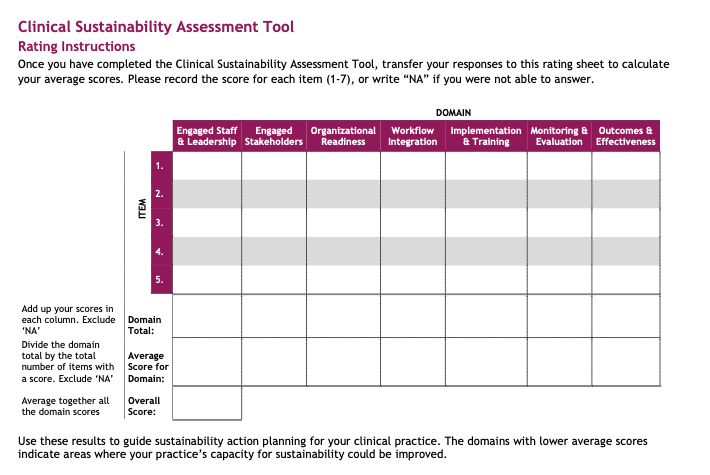 Clinical Sustainability Assessment Tool
Rating Instructions
Once you have completed the Clinical Sustainability Assessment Tool, transfer your responses to this rating sheet to calculate
your average scores. Please record the score for each item (1-7), or write “NA” if you were not able to answer.
DOMAIN
Engaged Staff
& Leadership
Engaged
Stakeholders
Organizational
Readiness
Workflow
Integration
Implementation
& Training
Monitoring &
Evaluation
Outcomes &
Effectiveness
ITEM
1.
2.
3.
4.
5.
Add up your scores in
each column. Exclude
‘NA’
Domain
Total:
Divide the domain
total by the total
number of items with
a score. Exclude ‘NA’
Average
Score for
Domain:
Average together all
the domain scores
Overall
Score:
Use these results to guide sustainability action planning for your clinical practice. The domains with lower average scores
indicate areas where your practice’s capacity for sustainability could be improved.